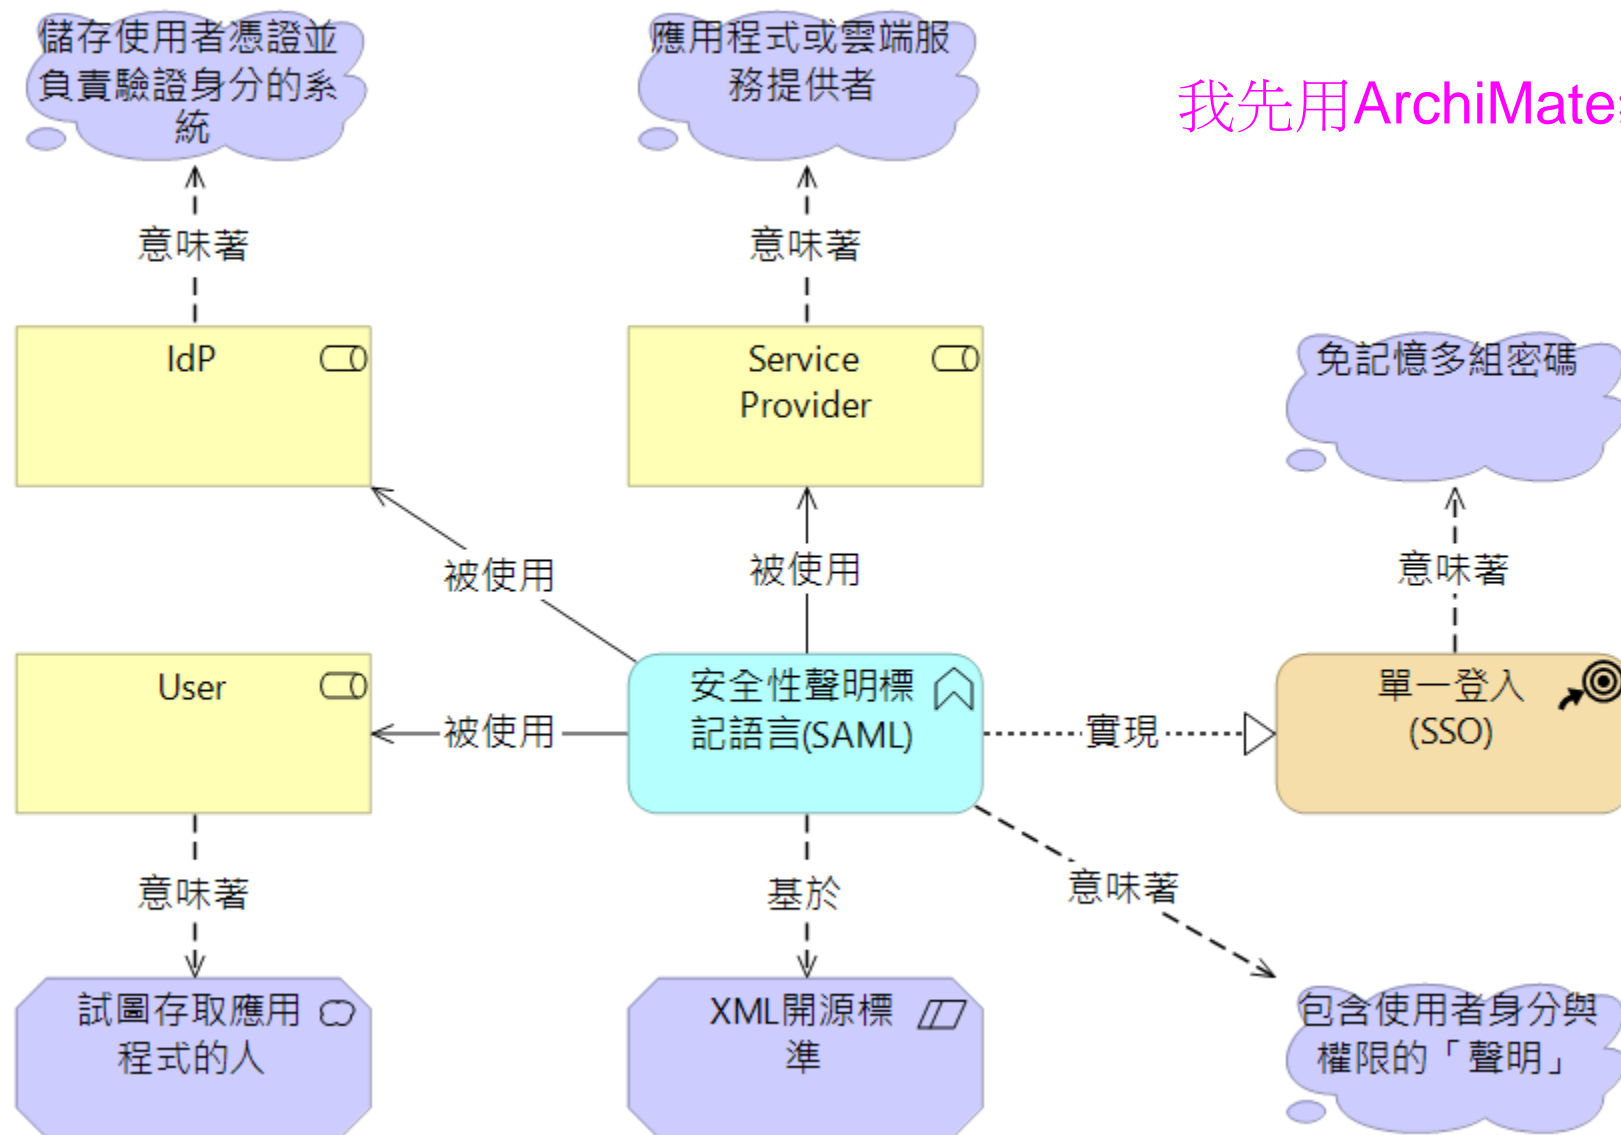 儲存使用者憑證並
負責驗證身分的系
統
應用程式或雲端服
務提供者
我先用ArchiMate
意味著
意味著
IdP
Service
Provider
免記憶多組密碼
被使用
被使用
意味著
User
安全性聲明標
記語言(SAML)
單一登入
(SSO)
被使用
實現
意味著
基於
意味著
試圖存取應用
程式的人
XML開源標
準
包含使用者身分與
權限的「聲明」